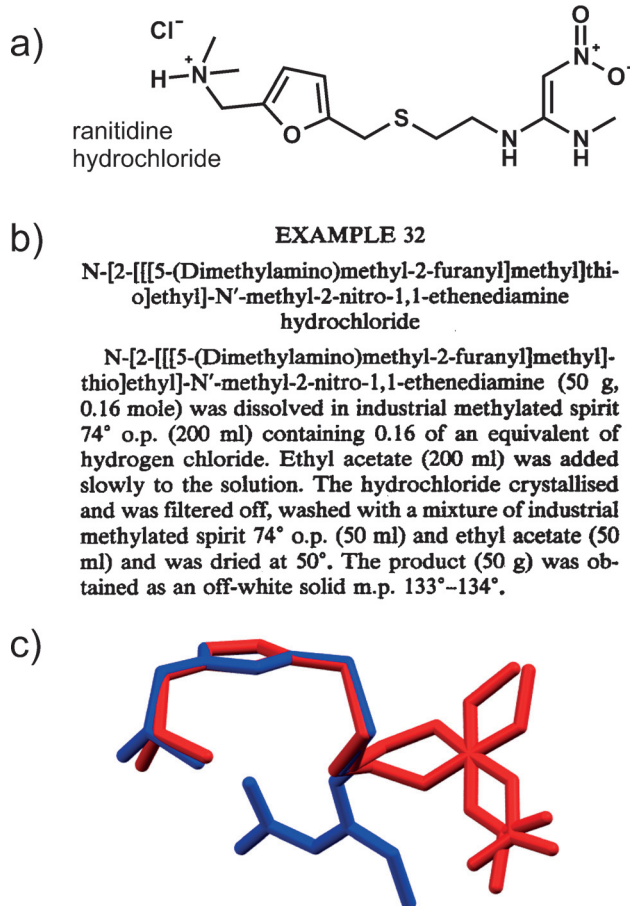 a)
Cl⁻
H-N⁺
O
S
N
H
N
H
N⁺
O
O⁻
ranitidine
hydrochloride
b)
EXAMPLE 32
N-[2-[[[5-(Dimethylamino)methyl-2-furanyl]methyl]thi-
o]ethyl]-N′-methyl-2-nitro-1,1-ethenediamine
hydrochloride
N-[2-[[[5-(Dimethylamino)methyl-2-furanyl]methyl]-
thio]ethyl]-N′-methyl-2-nitro-1,1-ethenediamine (50 g,
0.16 mole) was dissolved in industrial methylated spirit
74° o.p. (200 ml) containing 0.16 of an equivalent of
hydrogen chloride. Ethyl acetate (200 ml) was added
slowly to the solution. The hydrochloride crystallised
and was filtered off, washed with a mixture of industrial
methylated spirit 74° o.p. (50 ml) and ethyl acetate (50
ml) and was dried at 50°. The product (50 g) was ob-
tained as an off-white solid m.p. 133°–134°.
c)